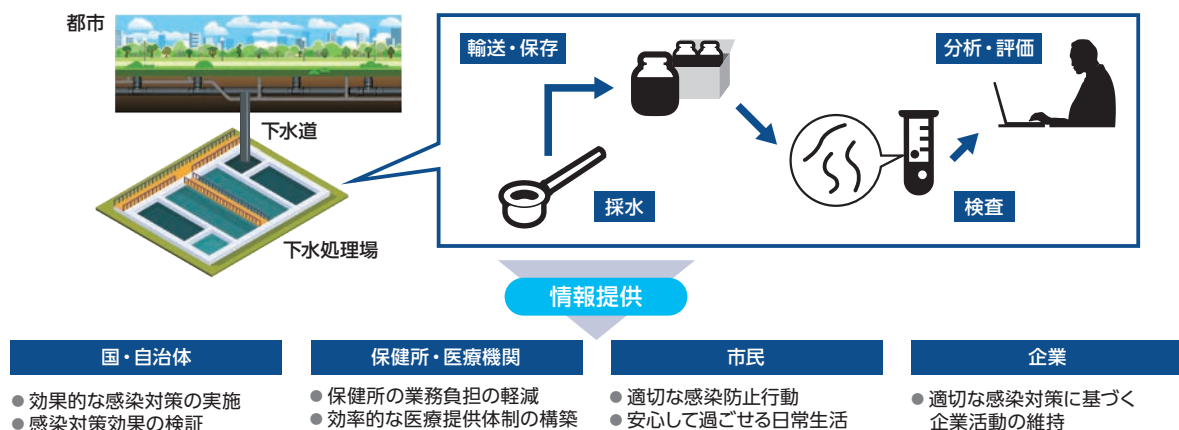 都市
下水道
下水処理場
輸送・保存
採水
検査
分析・評価
情報提供
国・自治体
● 効果的な感染対策の実施
● 感染対策効果の検証
保健所・医療機関
● 保健所の業務負担の軽減
● 効率的な医療提供体制の構築
市民
● 適切な感染防止行動
● 安心して過ごせる日常生活
企業
● 適切な感染対策に基づく
企業活動の維持